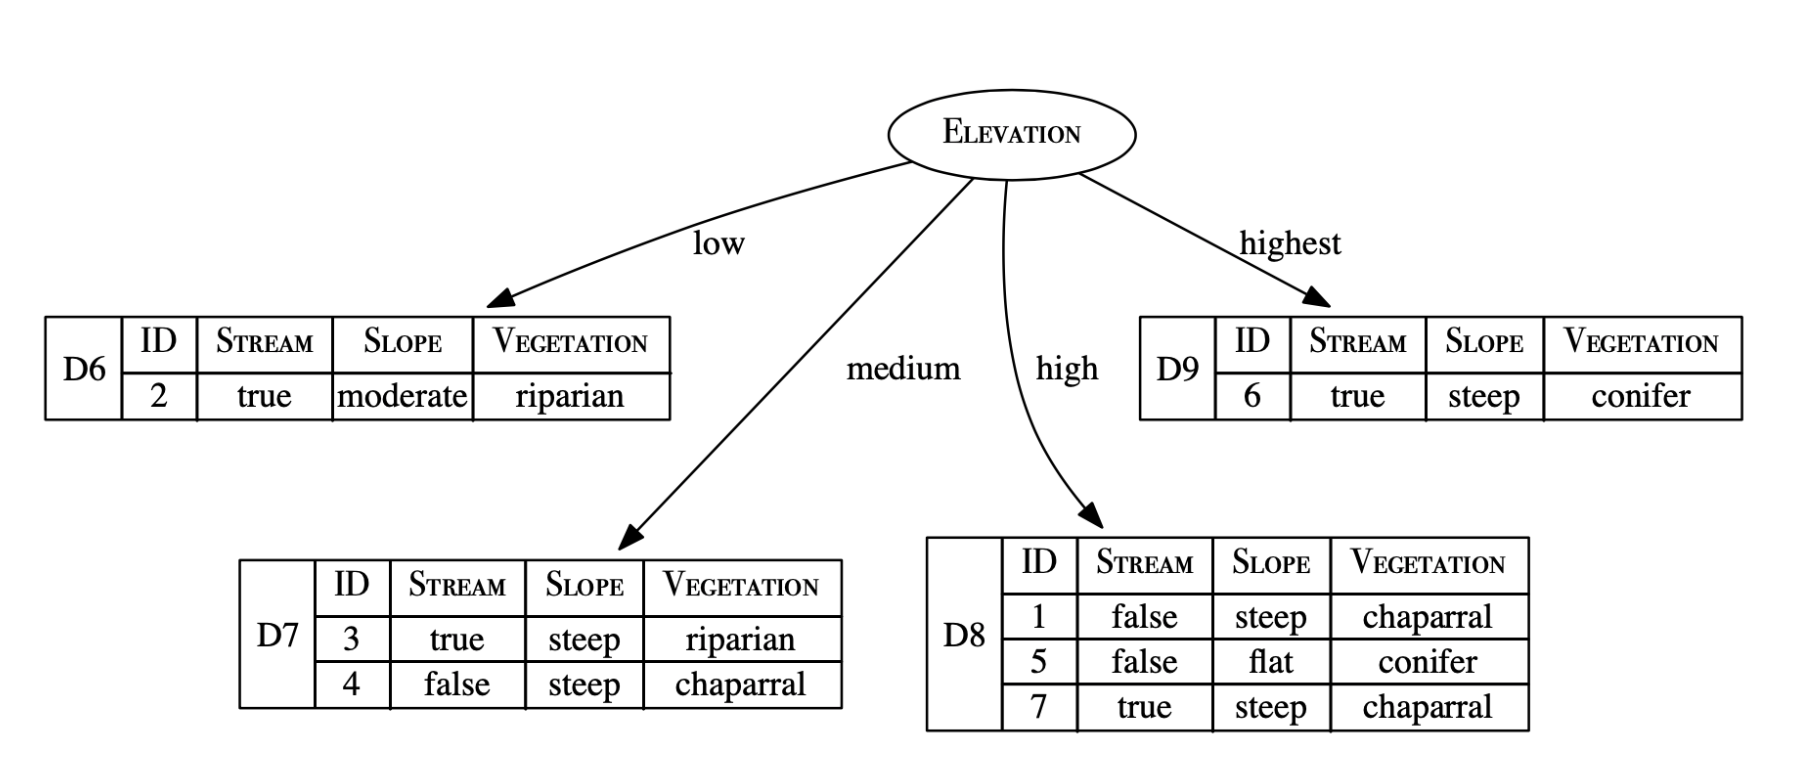 ELEVATION
low
highest
D6 ID STREAM SLOPE VEGETATION
2 true moderate riparian
D9 ID STREAM SLOPE VEGETATION
6 true steep conifer
medium
high
D7 ID STREAM SLOPE VEGETATION
3 true steep riparian
4 false steep chaparral
D8 ID STREAM SLOPE VEGETATION
1 false steep chaparral
5 false flat conifer
7 true steep chaparral